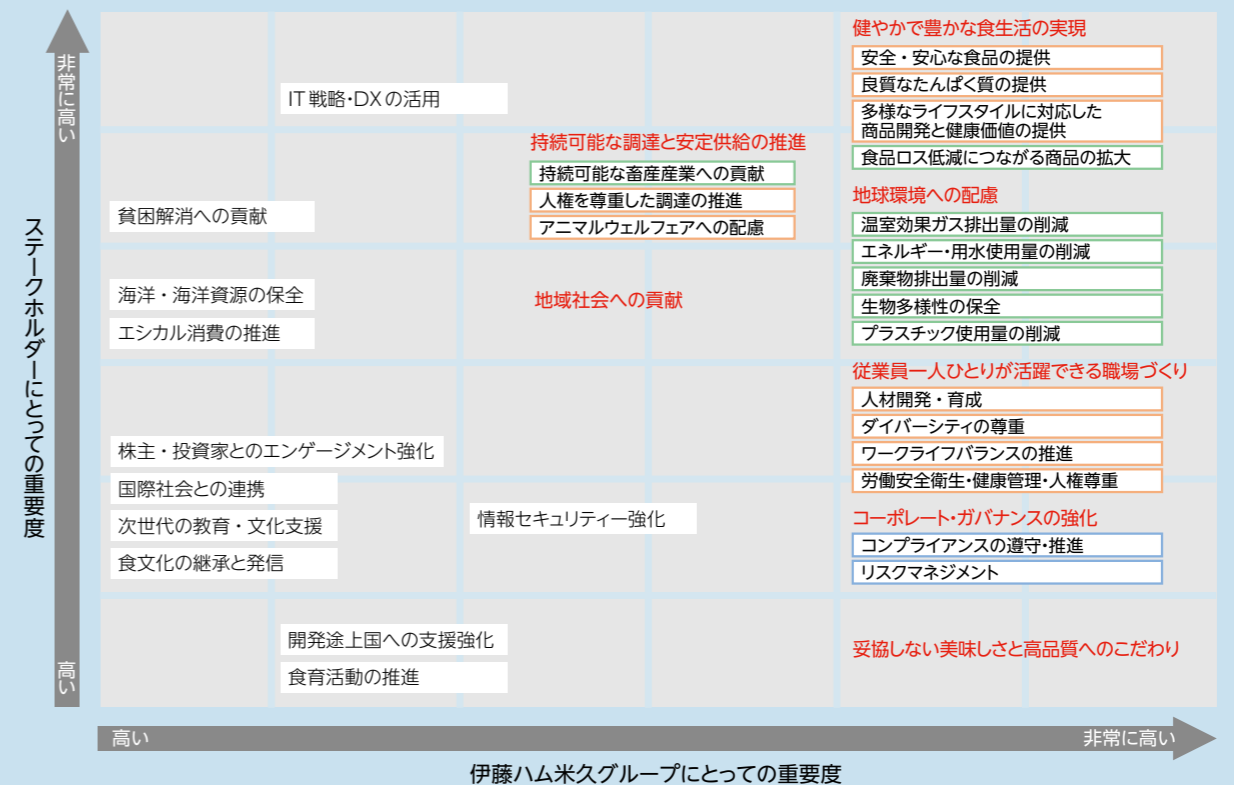 非常に高い
ステークホルダーにとっての重要度
高い
IT戦略・DXの活用
貧困解消への貢献
海洋・海洋資源の保全
エシカル消費の推進
株主・投資家とのエンゲージメント強化
国際社会との連携
次世代の教育・文化支援
食文化の継承と発信
開発途上国への支援強化
食育活動の推進
持続可能な調達と安定供給の推進
持続可能な畜産産業への貢献
人権を尊重した調達の推進
アニマルウェルフェアへの配慮
地域社会への貢献
情報セキュリティー強化
健やかで豊かな食生活の実現
安全・安心な食品の提供
良質なたんぱく質の提供
多様なライフスタイルに対応した
商品開発と健康価値の提供
食品ロス低減につながる商品の拡大
地球環境への配慮
温室効果ガス排出量の削減
エネルギー・用水使用量の削減
廃棄物排出量の削減
生物多様性の保全
プラスチック使用量の削減
従業員一人ひとりが活躍できる職場づくり
人材開発・育成
ダイバーシティの尊重
ワークライフバランスの推進
労働安全衛生・健康管理・人権尊重
コーポレート・ガバナンスの強化
コンプライアンスの遵守・推進
リスクマネジメント
妥協しない美味しさと高品質へのこだわり
高い
非常に高い
伊藤ハム米久グループにとっての重要度